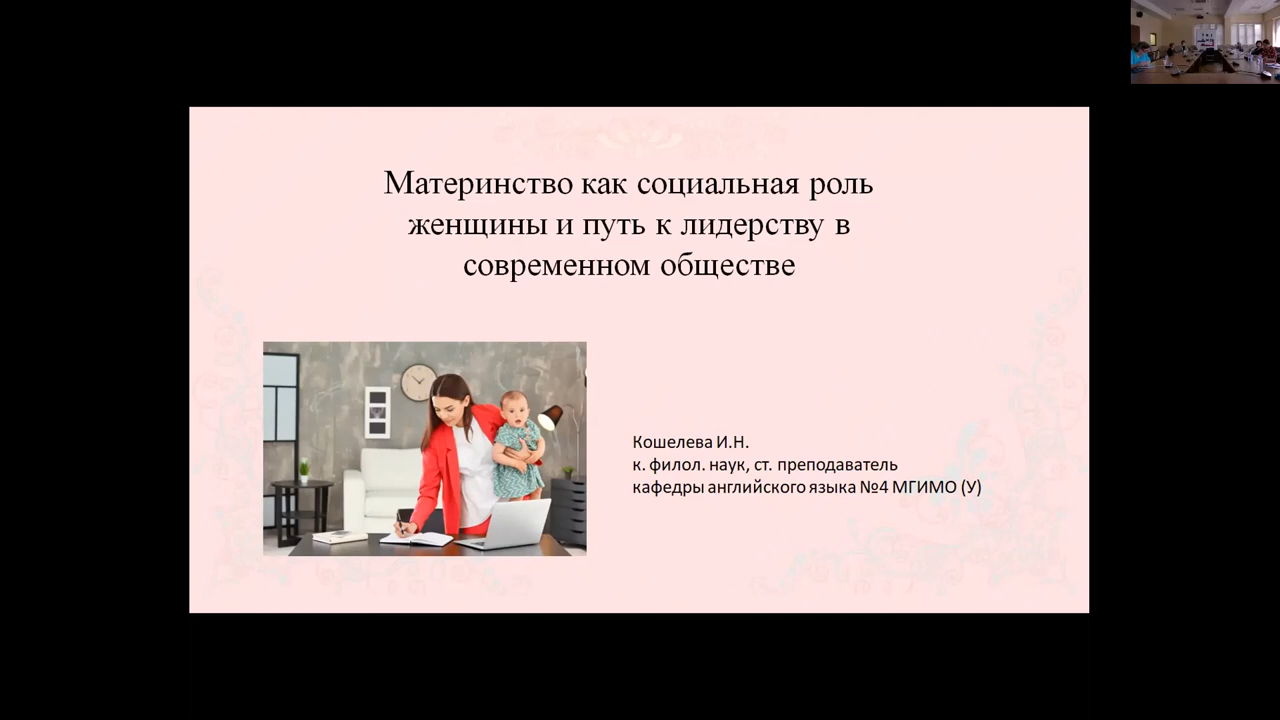 Материнство как социальная роль
женщины и путь к лидерству в
современном обществе
Кошелева И.Н.
к. филол. наук, ст. преподаватель
кафедры английского языка №4 МГИМО (У)